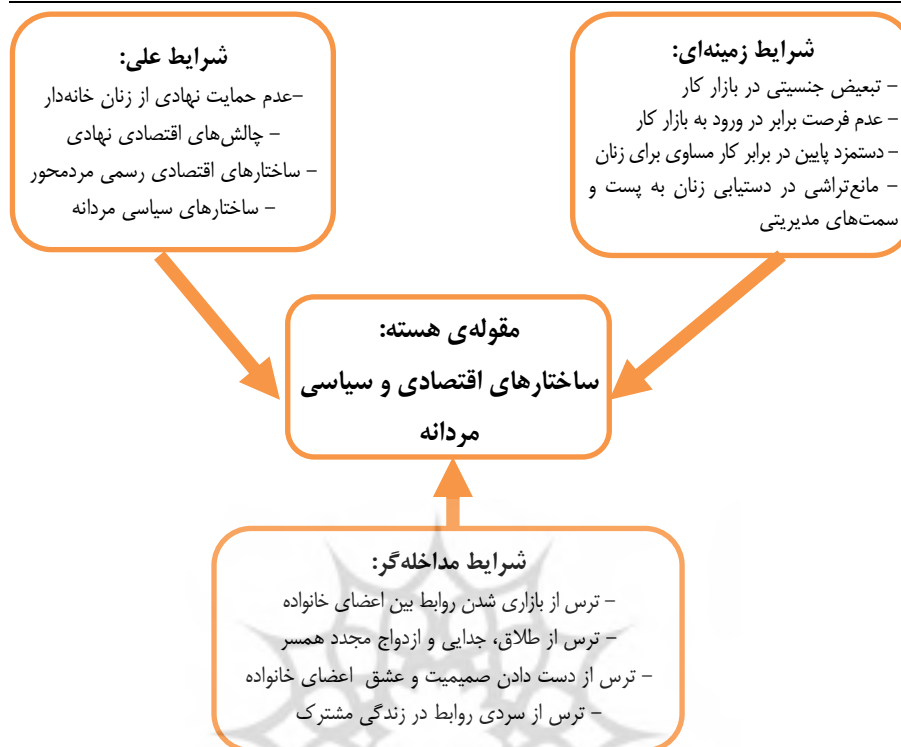 شرایط زمینه‌ای:
- تبعیض جنسیتی در بازار کار
- عدم فرصت برابر در ورود به بازار کار
- دستمزد پایین در برابر کار مساوی برای زنان
- مانع‌تراشی در دستیابی زنان به پست و
سمت‌های مدیریتی
شرایط علی:
-عدم حمایت نهادی از زنان خانه‌دار
- چالش‌های اقتصادی نهادی
- ساختارهای اقتصادی رسمی مردمحور
- ساختارهای سیاسی مردانه
مقوله‌ی هسته:
ساختارهای اقتصادی و سیاسی
مردانه
شرایط مداخله‌گر:
- ترس از بازاری شدن روابط بین اعضای خانواده
- ترس از طلاق، جدایی و ازدواج مجدد همسر
- ترس از دست دادن صمیمیت و عشق اعضای خانواده
- ترس از سردی روابط در زندگی مشترک